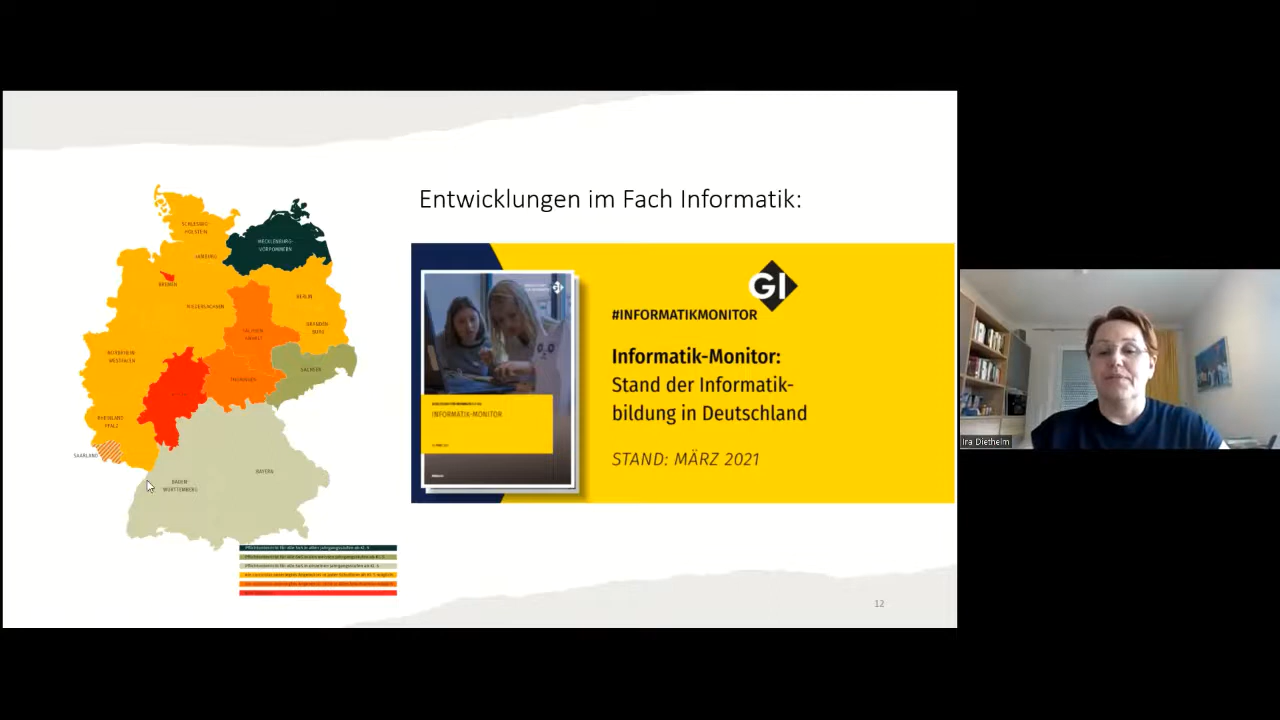 Entwicklungen im Fach Informatik:
SCHLESWIG-
HOLSTEIN
MECKLENBURG-
VORPOMMERN
HAMBURG
BREMEN
NIEDERSACHSEN
BERLIN
BRANDEN-
BURG
SACHSEN-
ANHALT
NORDRHEIN-
WESTFALEN
SACHSEN
THÜRINGEN
RHEINLAND-
PFALZ
SAARLAND
BAYERN
BADEN-
WÜRTTEMBERG
GI
#INFORMATIKMONITOR
Informatik-Monitor:
Stand der Informatik-
bildung in Deutschland
STAND: MÄRZ 2021
INFORMATIK-MONITOR
12
Ira Diethelm